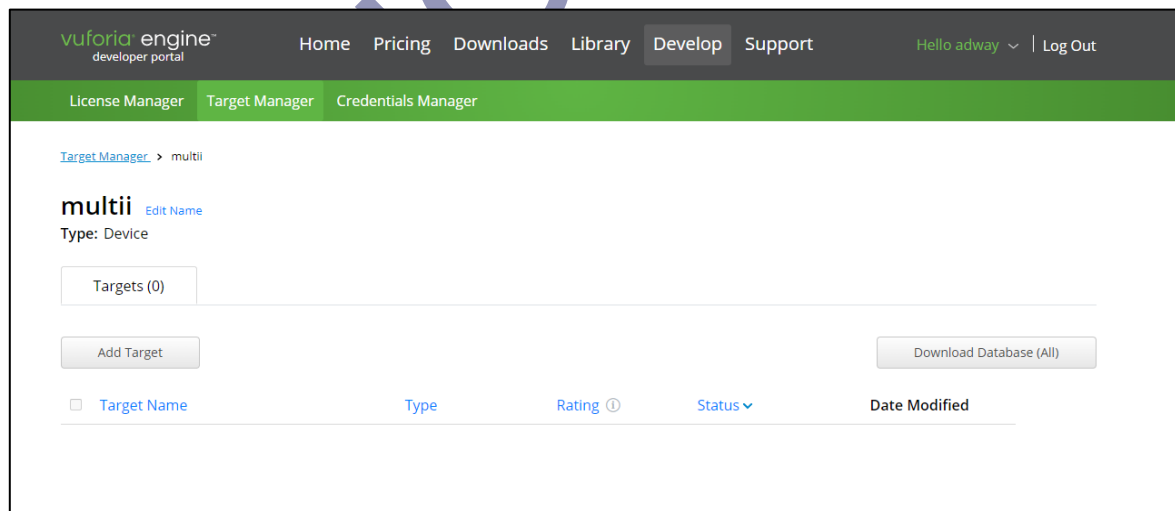 vuforia® engine™ Home Pricing Downloads Library Develop Support Hello adway Log Out
developer portal
License Manager Target Manager Credentials Manager
Target Manager > multii
multii Edit Name
Type: Device
Targets (0)
Add Target Download Database (All)
Target Name Type Rating Status Date Modified